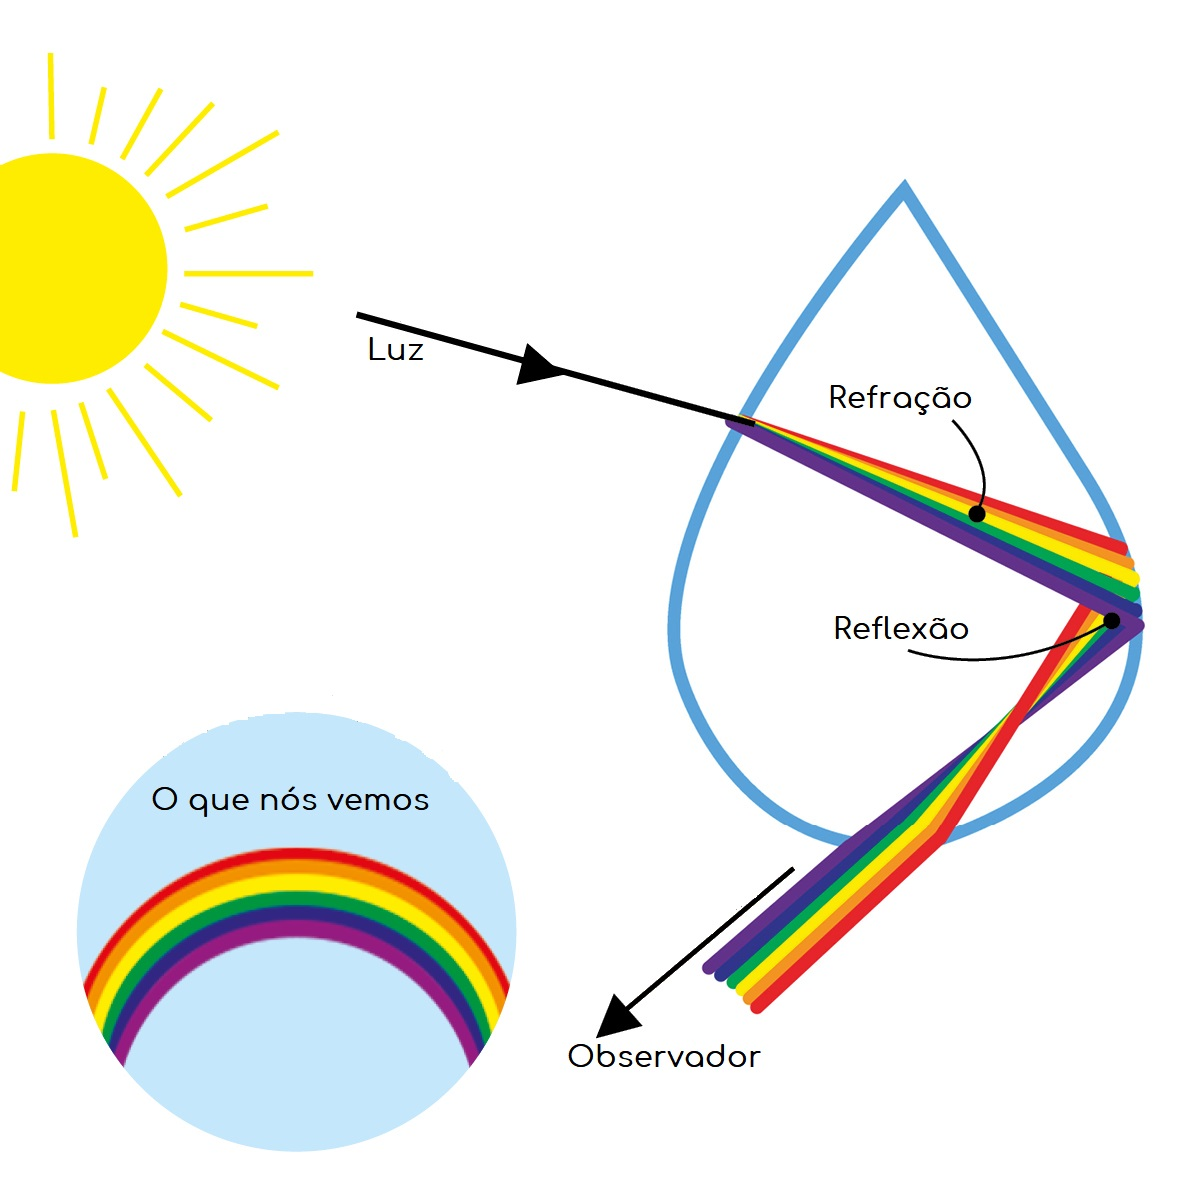 Luz
Refração
Reflexão
O que nós vemos
Observador